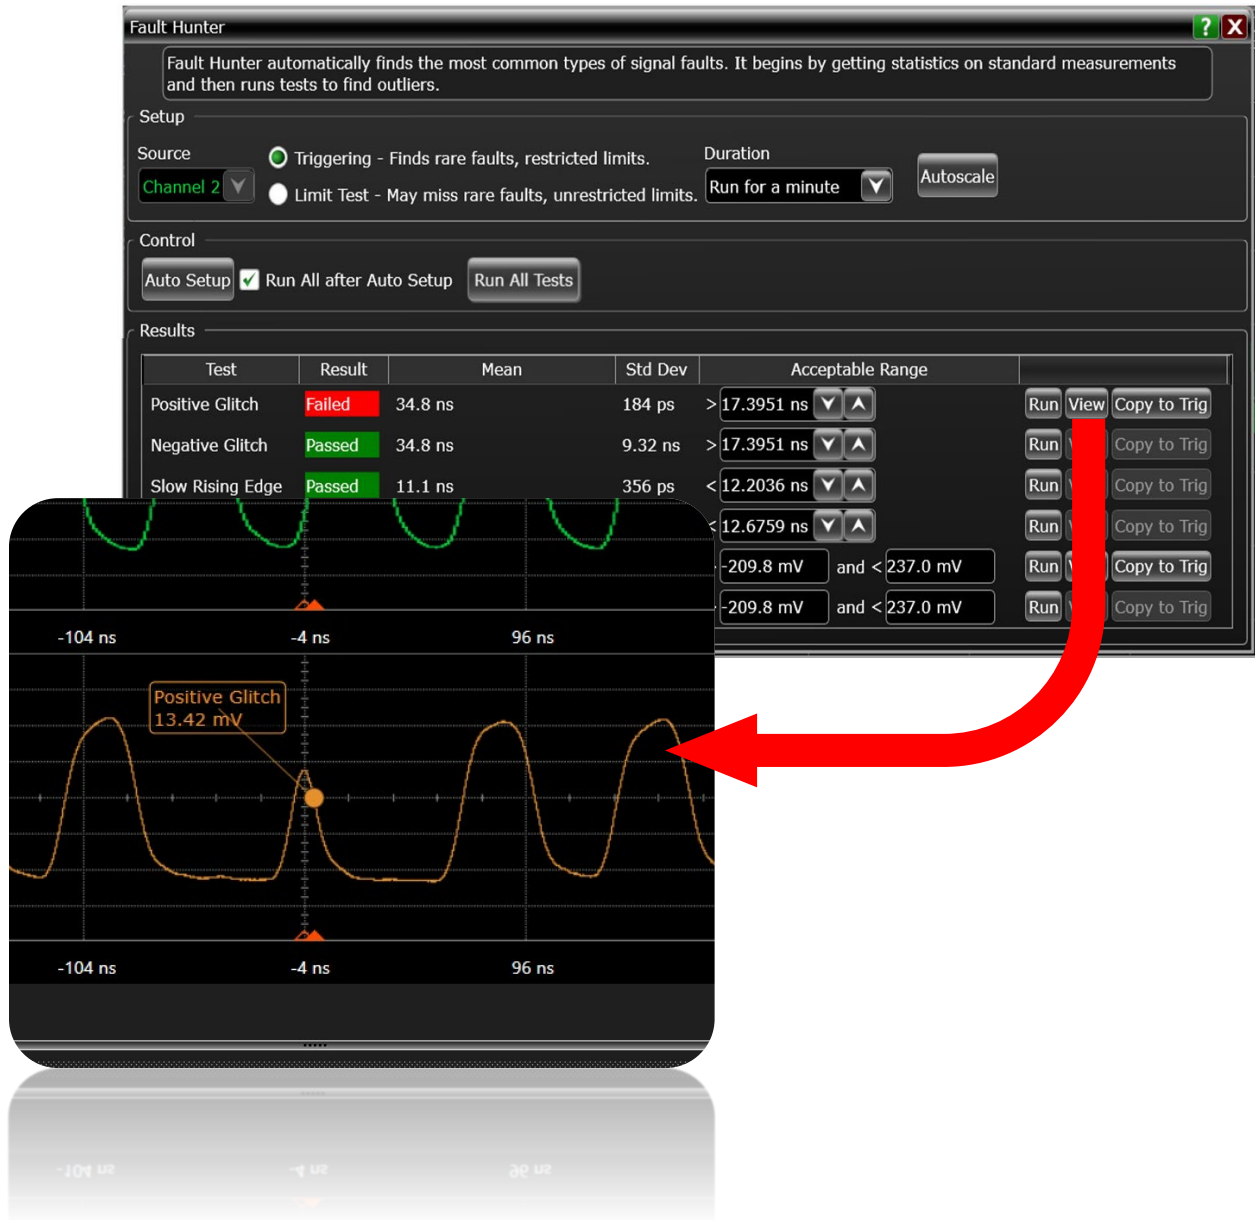 Fault Hunter
? X
Fault Hunter automatically finds the most common types of signal faults. It begins by getting statistics on standard measurements
and then runs tests to find outliers.
Setup
Source
Channel 2
Triggering - Finds rare faults, restricted limits.
Limit Test - May miss rare faults, unrestricted limits.
Duration
Run for a minute
Autoscale
Control
Auto Setup
Run All after Auto Setup
Run All Tests
Results
Test Result Mean Std Dev Acceptable Range
Positive Glitch Failed 34.8 ns 184 ps > 17.3951 ns Run View Copy to Trig
Negative Glitch Passed 34.8 ns 9.32 ns > 17.3951 ns Run Copy to Trig
Slow Rising Edge Passed 11.1 ns 356 ps < 12.2036 ns Run Copy to Trig
< 12.6759 ns Run Copy to Trig
-209.8 mV and < 237.0 mV Run Copy to Trig
-209.8 mV and < 237.0 mV Run Copy to Trig
-104 ns -4 ns 96 ns
Positive Glitch
13.42 mV
-104 ns -4 ns 96 ns